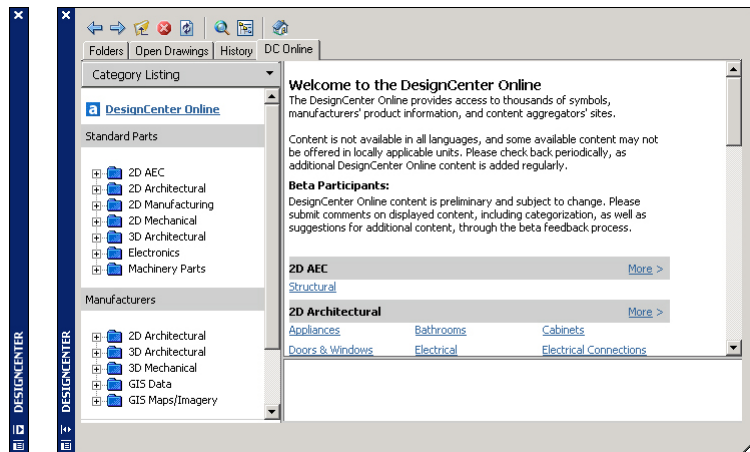 DESIGNCENTER
DESIGNCENTER
Folders
Open Drawings
History
DC Online
Category Listing
DesignCenter Online
Standard Parts
2D AEC
2D Architectural
2D Manufacturing
2D Mechanical
3D Architectural
Electronics
Machinery Parts
Manufacturers
2D Architectural
3D Architectural
3D Mechanical
GIS Data
GIS Maps/Imagery
Welcome to the DesignCenter Online
The DesignCenter Online provides access to thousands of symbols,
manufacturers' product information, and content aggregators' sites.
Content is not available in all languages, and some available content may not
be offered in locally applicable units. Please check back periodically, as
additional DesignCenter Online content is added regularly.
Beta Participants:
DesignCenter Online content is preliminary and subject to change. Please
submit comments on displayed content, including categorization, as well as
suggestions for additional content, through the beta feedback process.
2D AEC More >
Structural
2D Architectural More >
Appliances Bathrooms Cabinets
Doors & Windows Electrical Electrical Connections